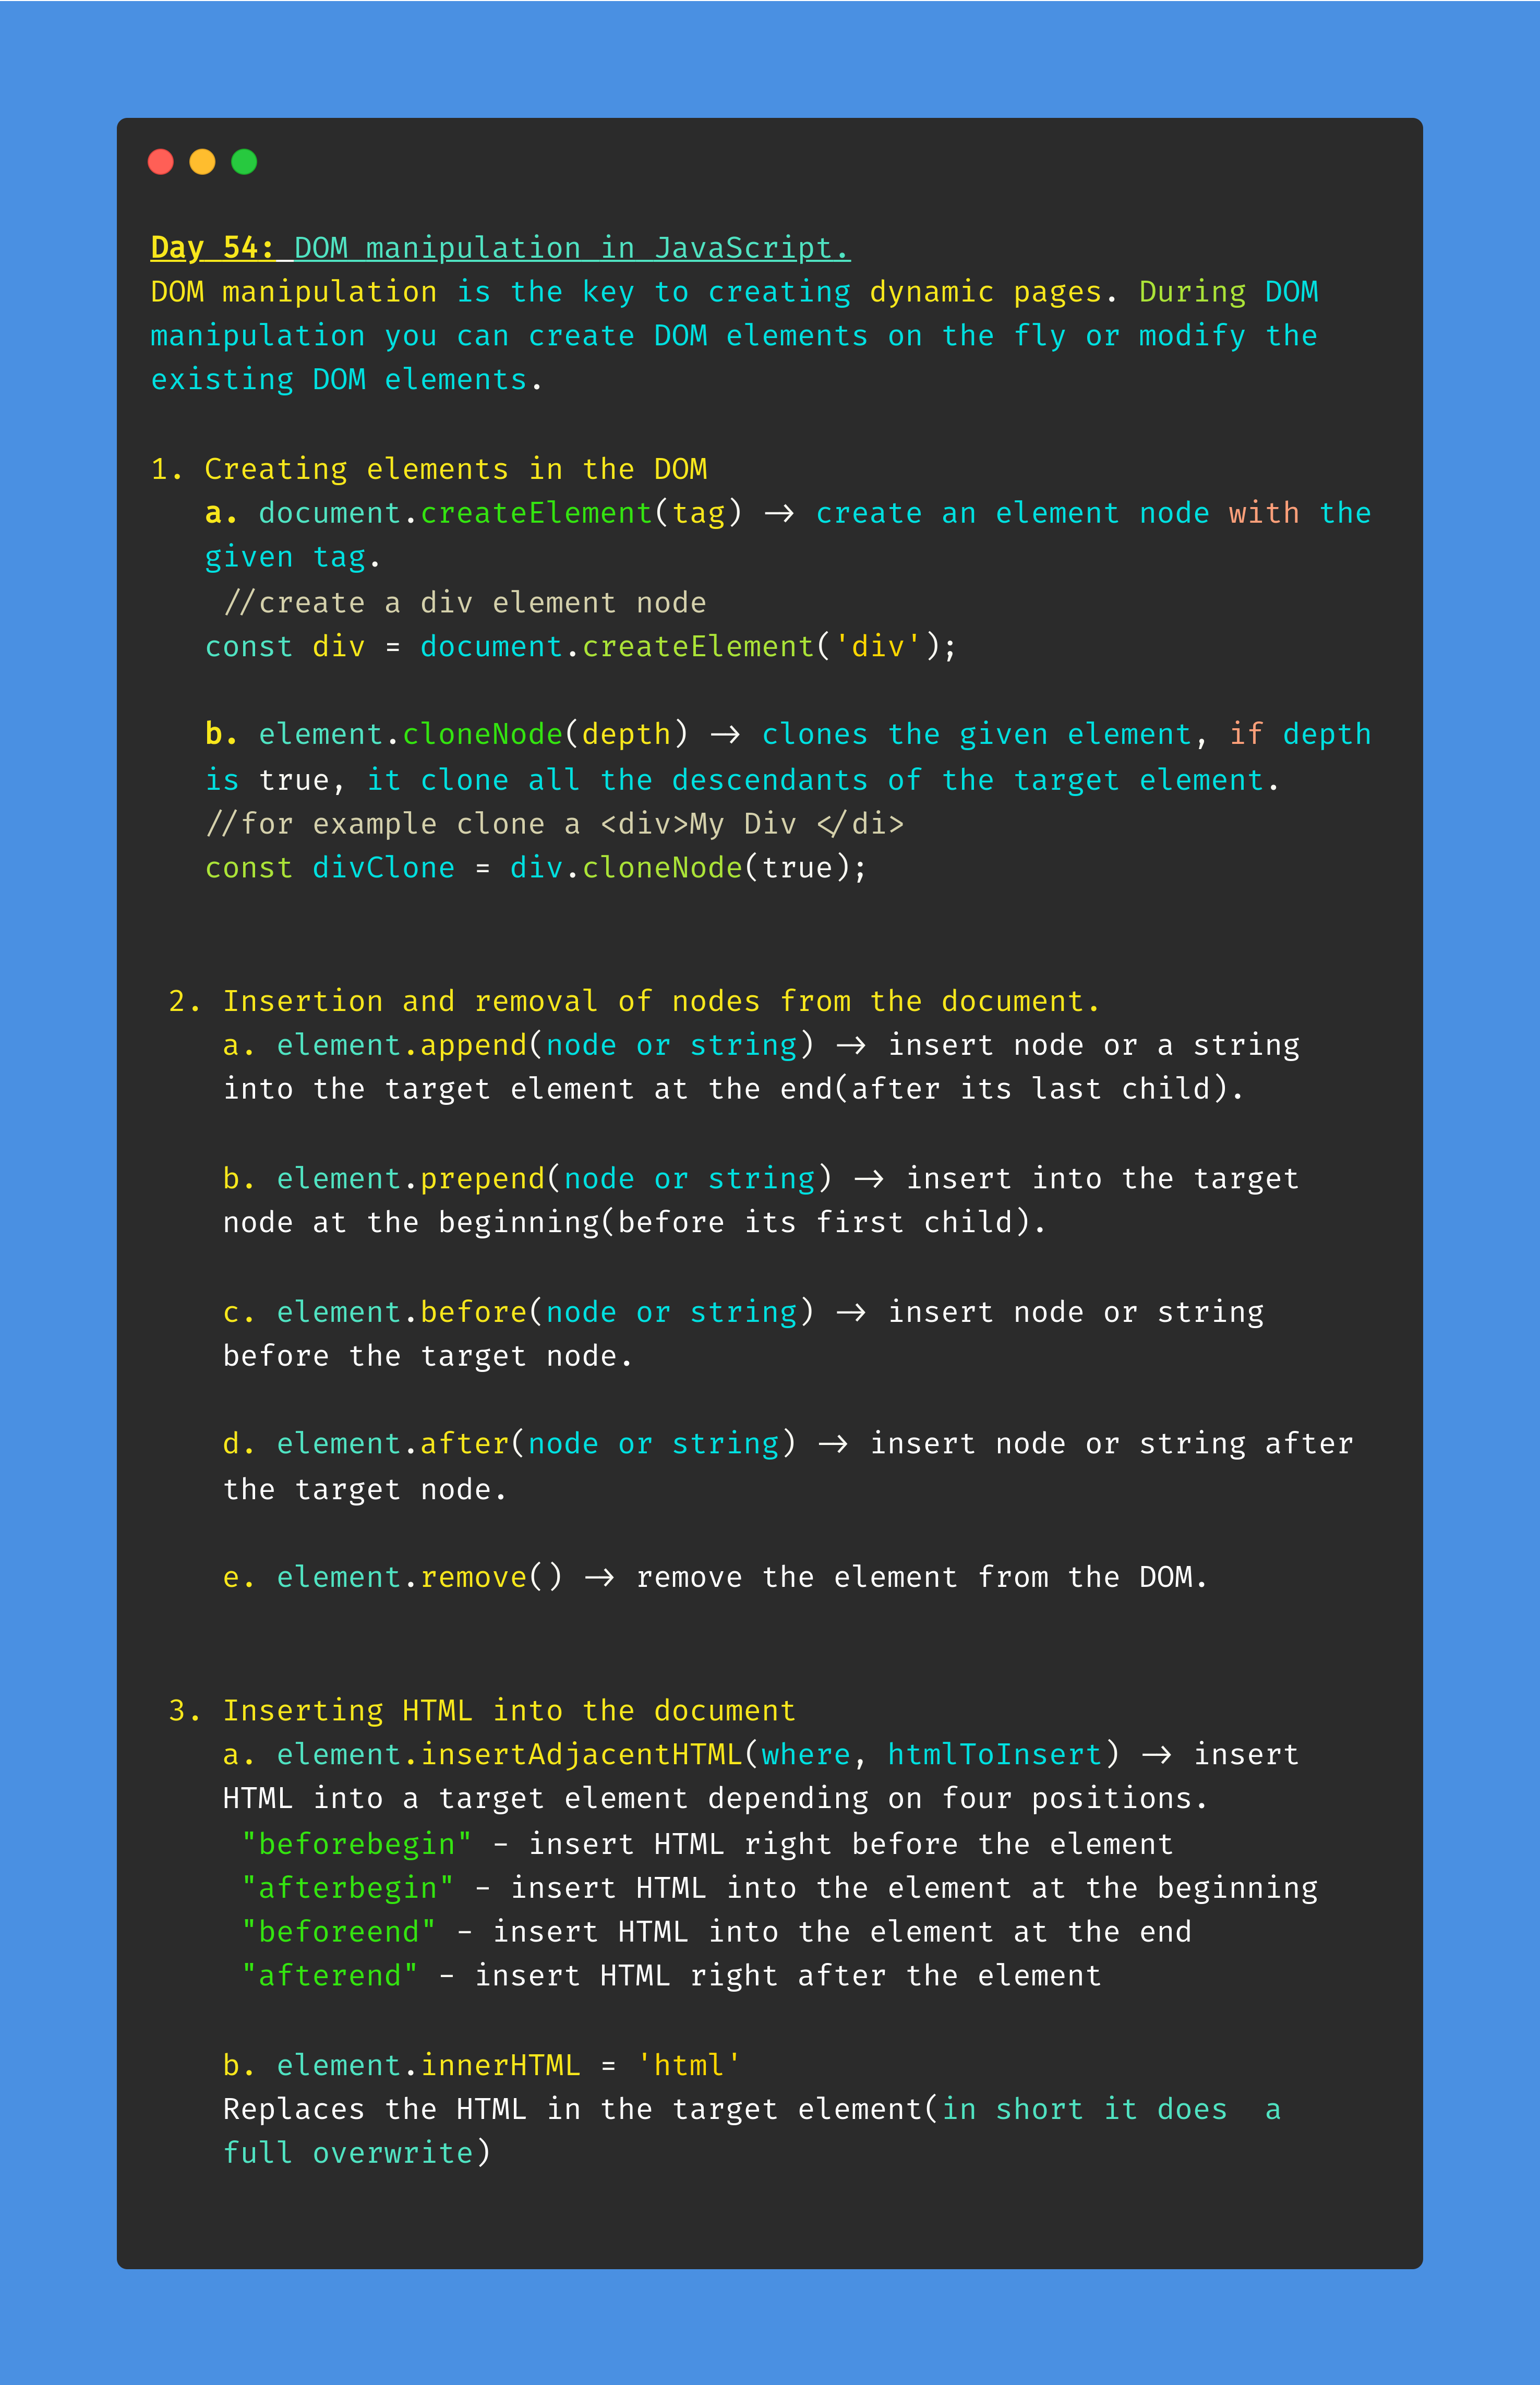 Day 54: DOM manipulation in JavaScript.
DOM manipulation is the key to creating dynamic pages. During DOM
manipulation you can create DOM elements on the fly or modify the
existing DOM elements.
1. Creating elements in the DOM
a. document.createElement(tag) → create an element node with the
given tag.
//create a div element node
const div = document.createElement('div');
b. element.cloneNode(depth) → clones the given element, if depth
is true, it clone all the descendants of the target element.
//for example clone a <div>My Div </di>
const divClone = div.cloneNode(true);
2. Insertion and removal of nodes from the document.
a. element.append(node or string) → insert node or a string
into the target element at the end(after its last child).
b. element.prepend(node or string) → insert into the target
node at the beginning(before its first child).
c. element.before(node or string) → insert node or string
before the target node.
d. element.after(node or string) → insert node or string after
the target node.
e. element.remove() → remove the element from the DOM.
3. Inserting HTML into the document
a. element.insertAdjacentHTML(where, htmlToInsert) → insert
HTML into a target element depending on four positions.
"beforebegin" - insert HTML right before the element
"afterbegin" - insert HTML into the element at the beginning
"beforeend" - insert HTML into the element at the end
"afterend" - insert HTML right after the element
b. element.innerHTML = 'html'
Replaces the HTML in the target element(in short it does  a
full overwrite)